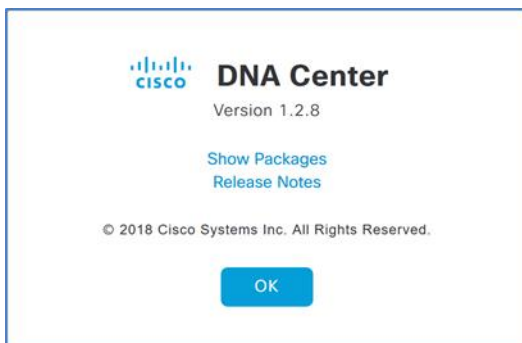 CISCO DNA Center
Version 1.2.8
Show Packages
Release Notes
© 2018 Cisco Systems Inc. All Rights Reserved.
OK